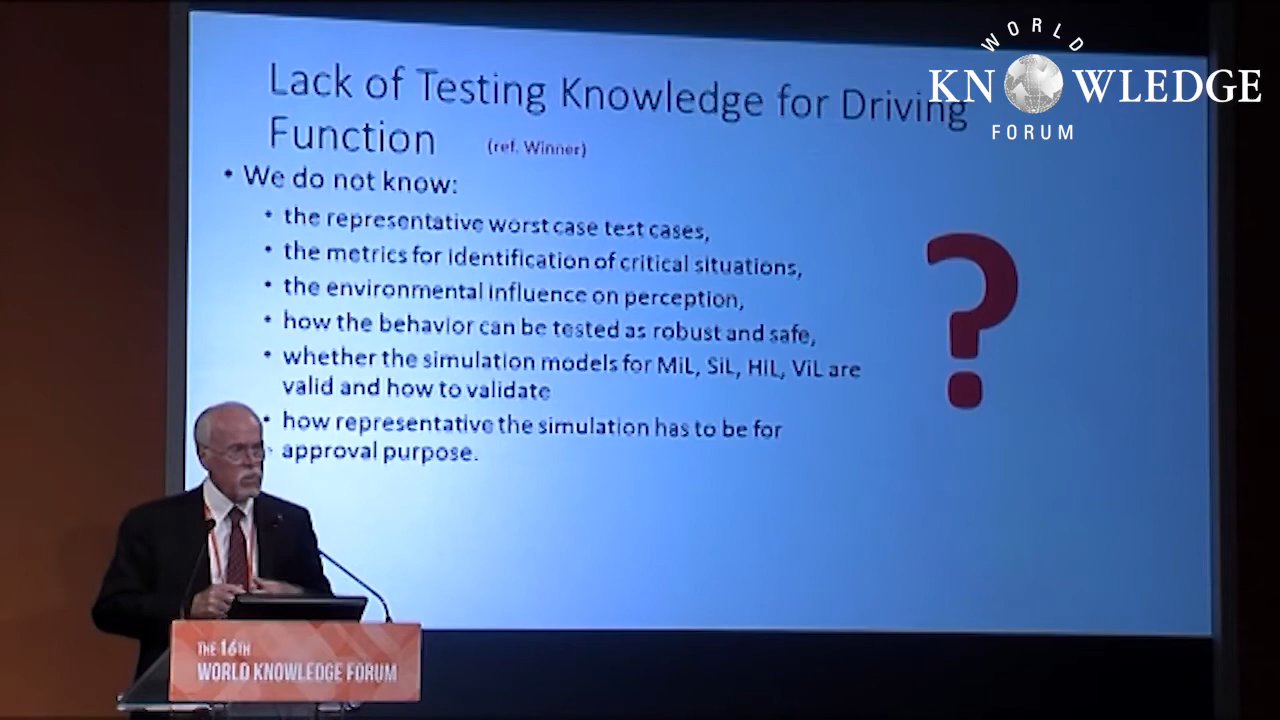 WORLD
KNOWLEDGE
FORUM
Lack of Testing Knowledge for Driving
Function (ref. Winner)
• We do not know:
• the representative worst case test cases,
• the metrics for identification of critical situations,
• the environmental influence on perception,
• how the behavior can be tested as robust and safe,
• whether the simulation models for MiL, SiL, HiL, ViL are
valid and how to validate
• how representative the simulation has to be for
• approval purpose.
?
THE 16TH
WORLD KNOWLEDGE FORUM